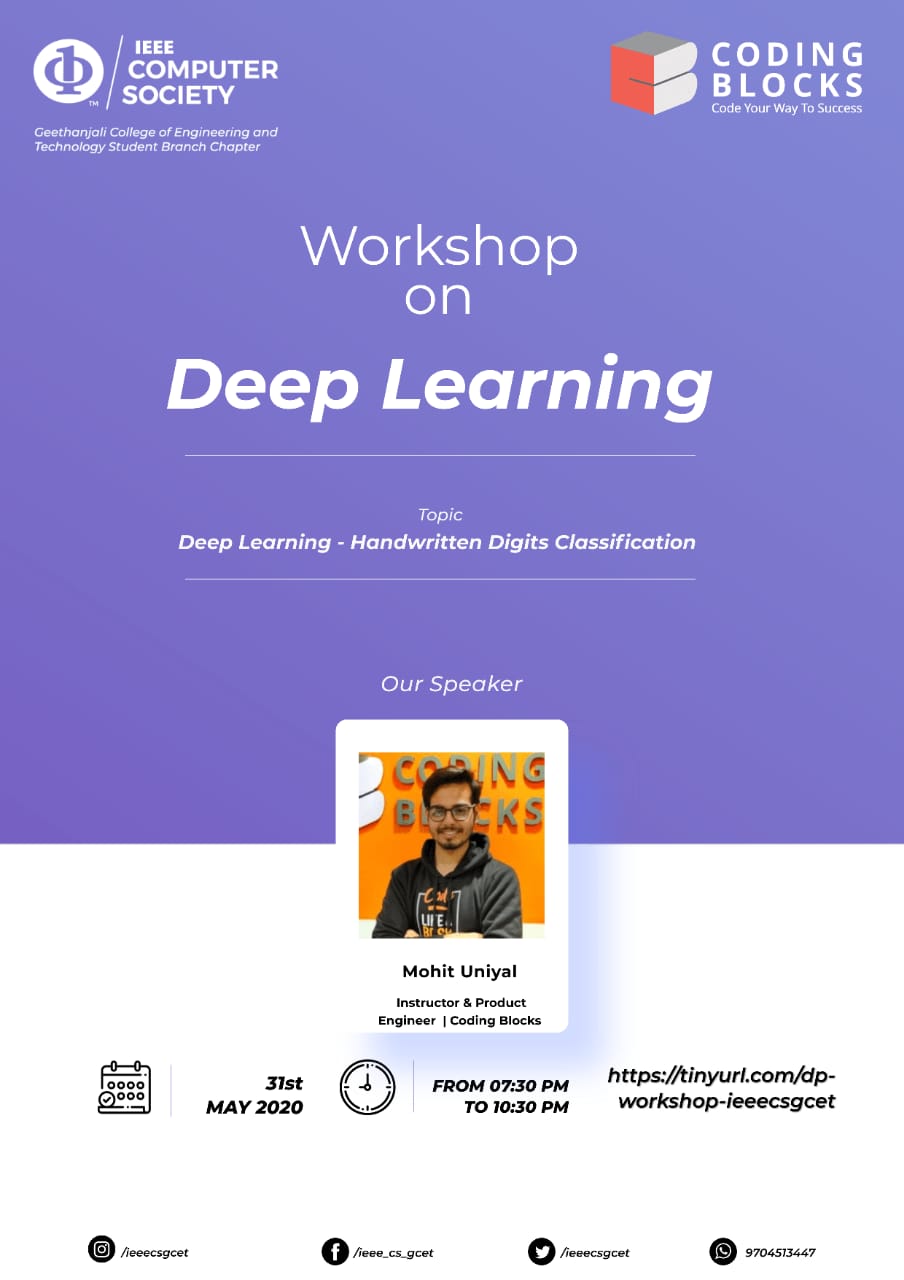 IEEE
COMPUTER
SOCIETY
TM
Geethanjali College of Engineering and
Technology Student Branch Chapter
CODING
BLOCKS
Code Your Way To Success
Workshop
on
Deep Learning
Topic
Deep Learning - Handwritten Digits Classification
Our Speaker
CODING
BLOCKS
Code
LIFE
Mohit Uniyal
Instructor & Product
Engineer | Coding Blocks
31st
MAY 2020
FROM 07:30 PM
TO 10:30 PM
https://tinyurl.com/dp-
workshop-ieeecsgcet
/ieeecsgcet
/ieee_cs_gcet
/ieeecsgcet
9704513447